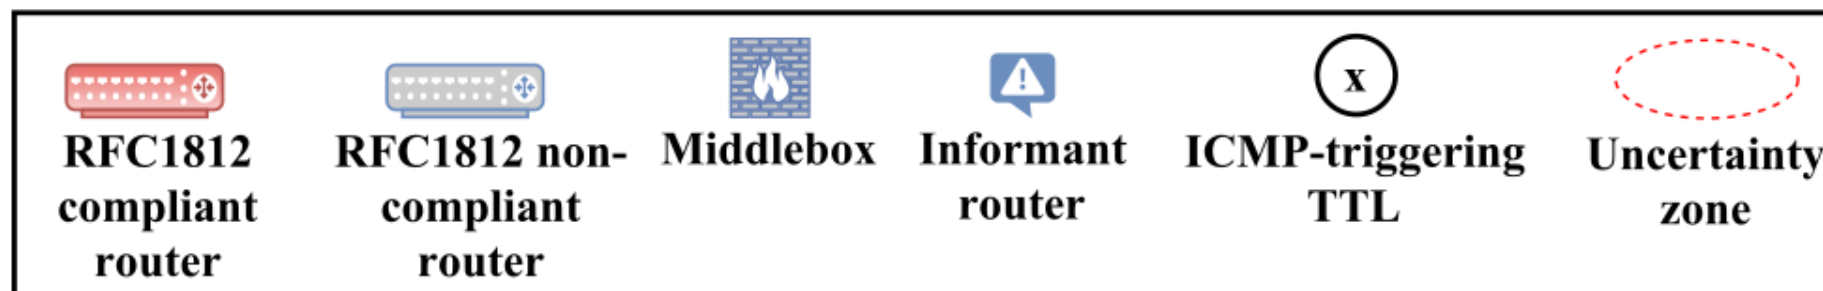 x
RFC1812
compliant
router
RFC1812 non-
compliant
router
Middlebox
Informant
router
ICMP-triggering
TTL
Uncertainty
zone